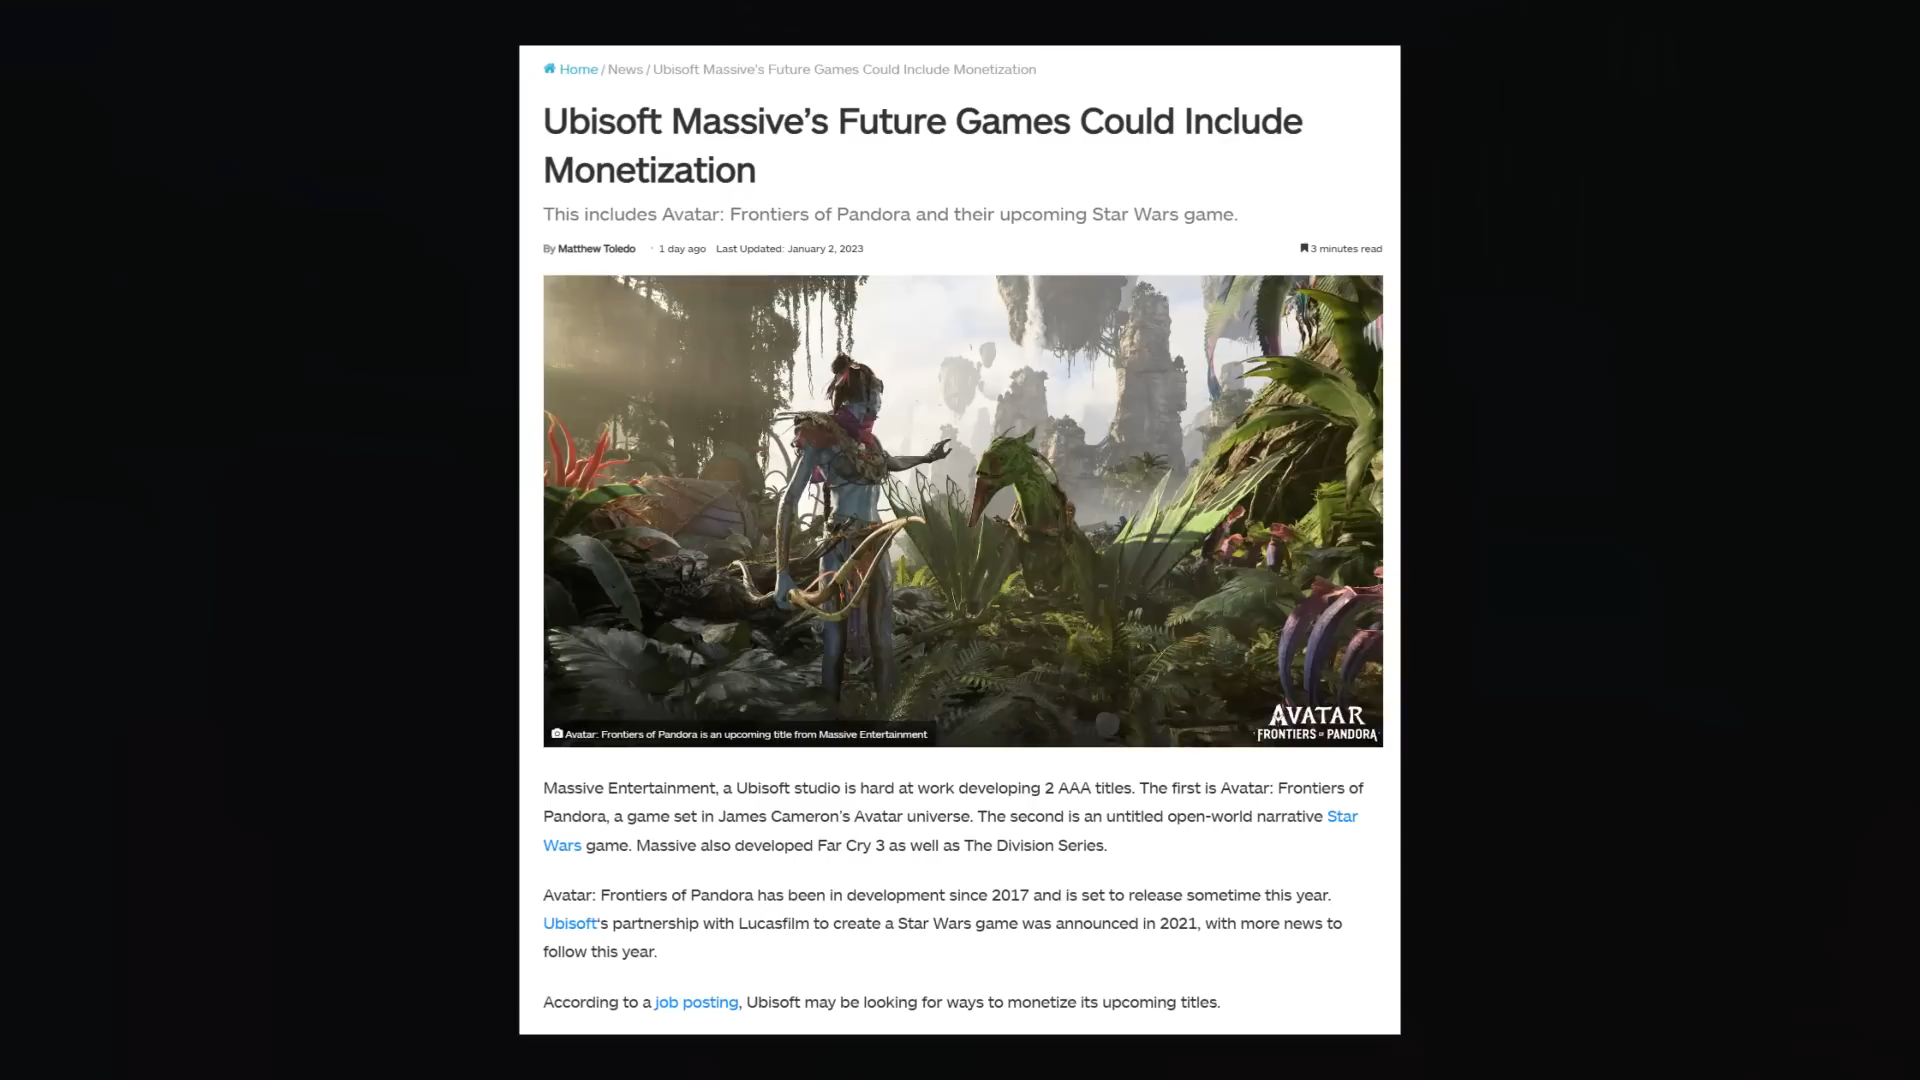 Home / News / Ubisoft Massive's Future Games Could Include Monetization
Ubisoft Massive's Future Games Could Include
Monetization
This includes Avatar: Frontiers of Pandora and their upcoming Star Wars game.
By Matthew Toledo · 1 day ago Last Updated: January 2, 2023 3 minutes read
Avatar: Frontiers of Pandora is an upcoming title from Massive Entertainment
AVATAR
FRONTIERS OF PANDORA
Massive Entertainment, a Ubisoft studio is hard at work developing 2 AAA titles. The first is Avatar: Frontiers of
Pandora, a game set in James Cameron's Avatar universe. The second is an untitled open-world narrative Star
Wars game. Massive also developed Far Cry 3 as well as The Division Series.
Avatar: Frontiers of Pandora has been in development since 2017 and is set to release sometime this year.
Ubisoft's partnership with Lucasfilm to create a Star Wars game was announced in 2021, with more news to
follow this year.
According to a job posting, Ubisoft may be looking for ways to monetize its upcoming titles.